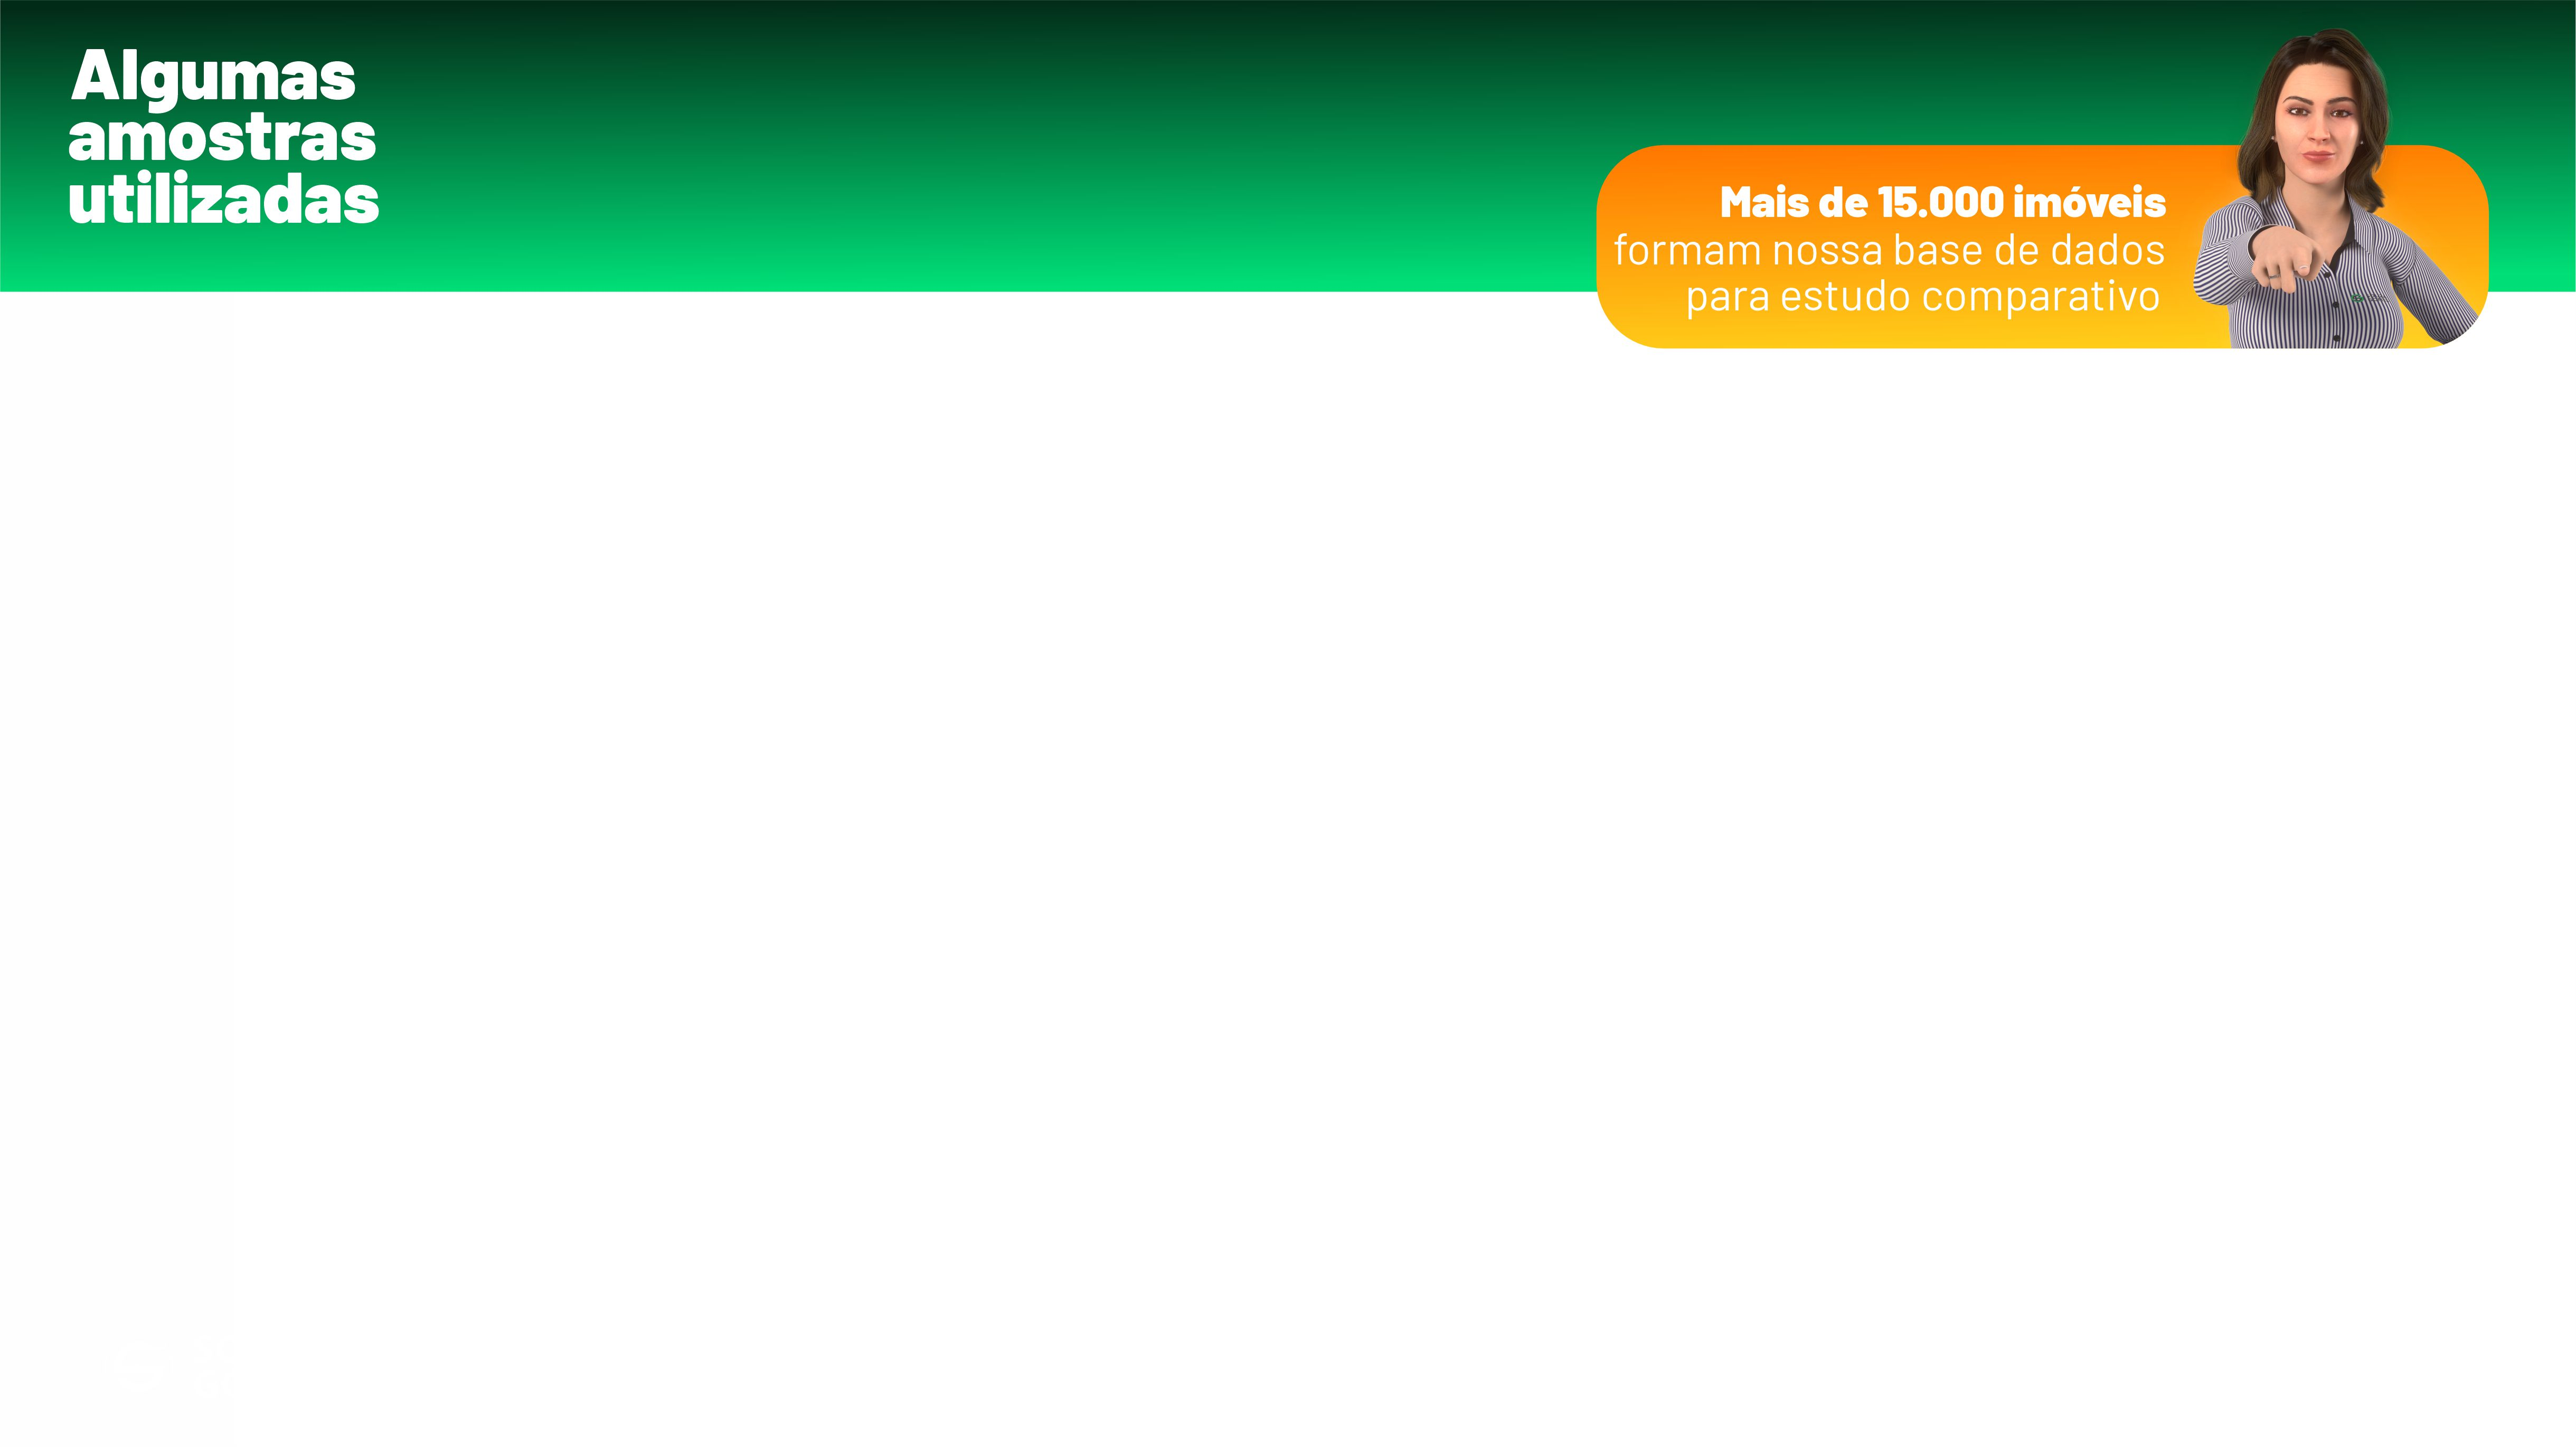 Algumas
amostras
utilizadas
Mais de 15.000 imóveis
formam nossa base de dados
para estudo comparativo